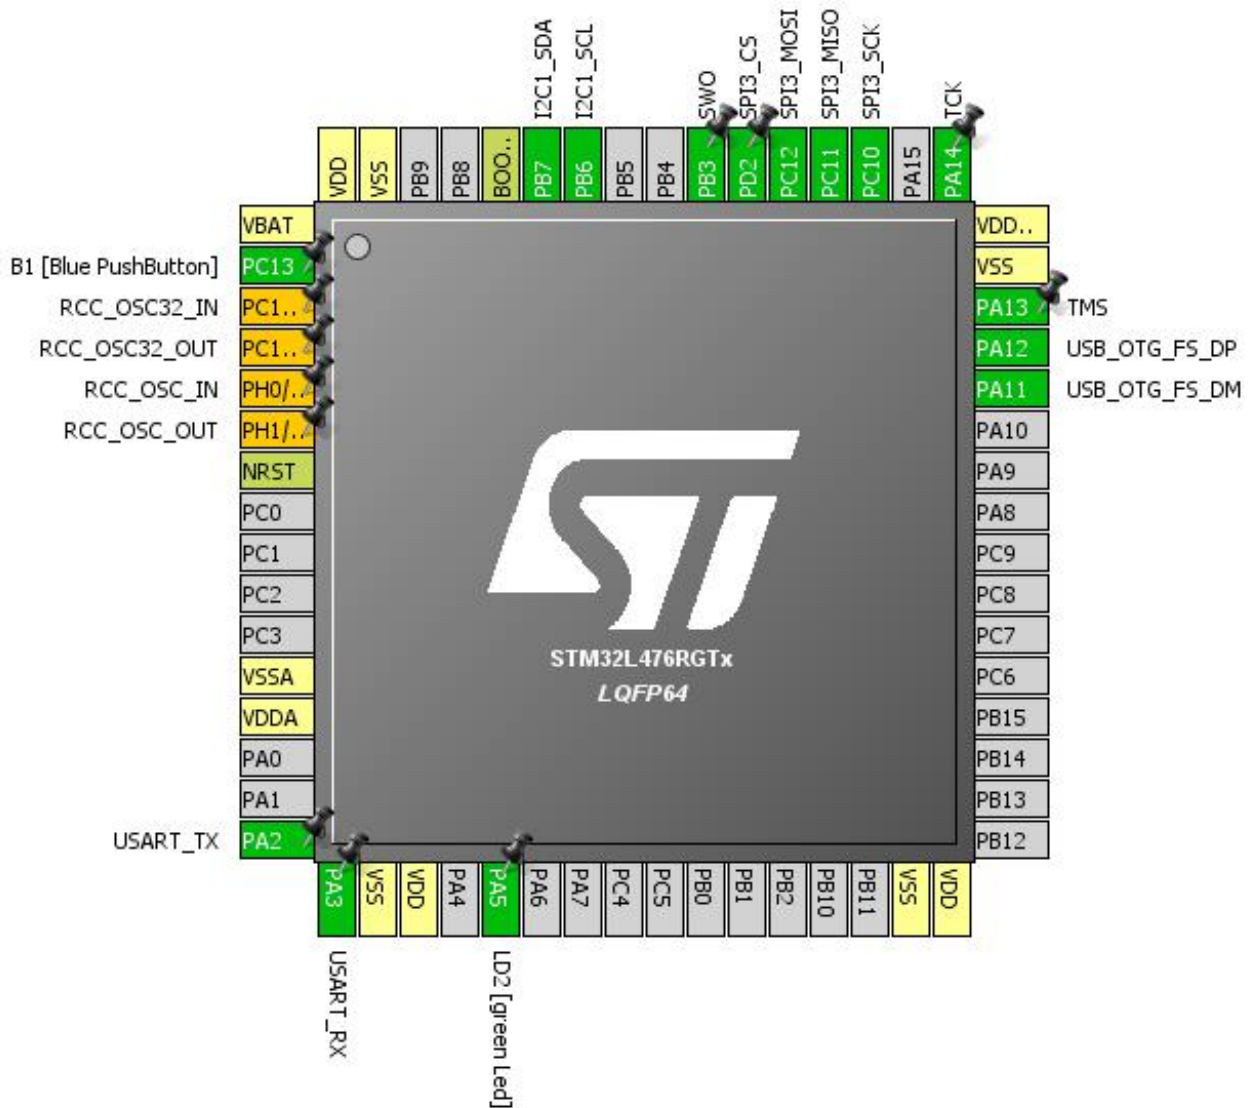 I2C1_SDA
I2C1_SCL
SWO
SPI3_CS
SPI3_MOSI
SPI3_MISO
SPI3_SCK
TCK
VDD
VSS
PB9
PB8
BOO..
PB7
PB6
PB5
PB4
PB3
PD2
PC12
PC11
PC10
PA15
PA14
VBAT
B1 [Blue PushButton] PC13
RCC_OSC32_IN PC1..
RCC_OSC32_OUT PC1..
RCC_OSC_IN PH0/..
RCC_OSC_OUT PH1/..
NRST
PC0
PC1
PC2
PC3
VSSA
VDDA
PA0
PA1
USART_TX PA2
ST
STM32L476RGTx
LQFP64
VDD..
VSS
PA13 TMS
PA12 USB_OTG_FS_DP
PA11 USB_OTG_FS_DM
PA10
PA9
PA8
PC9
PC8
PC7
PC6
PB15
PB14
PB13
PB12
PA3
VSS
VDD
PA4
PA5
PA6
PA7
PC4
PC5
PB0
PB1
PB2
PB10
PB11
VSS
VDD
USART_RX
LD2 [green Led]